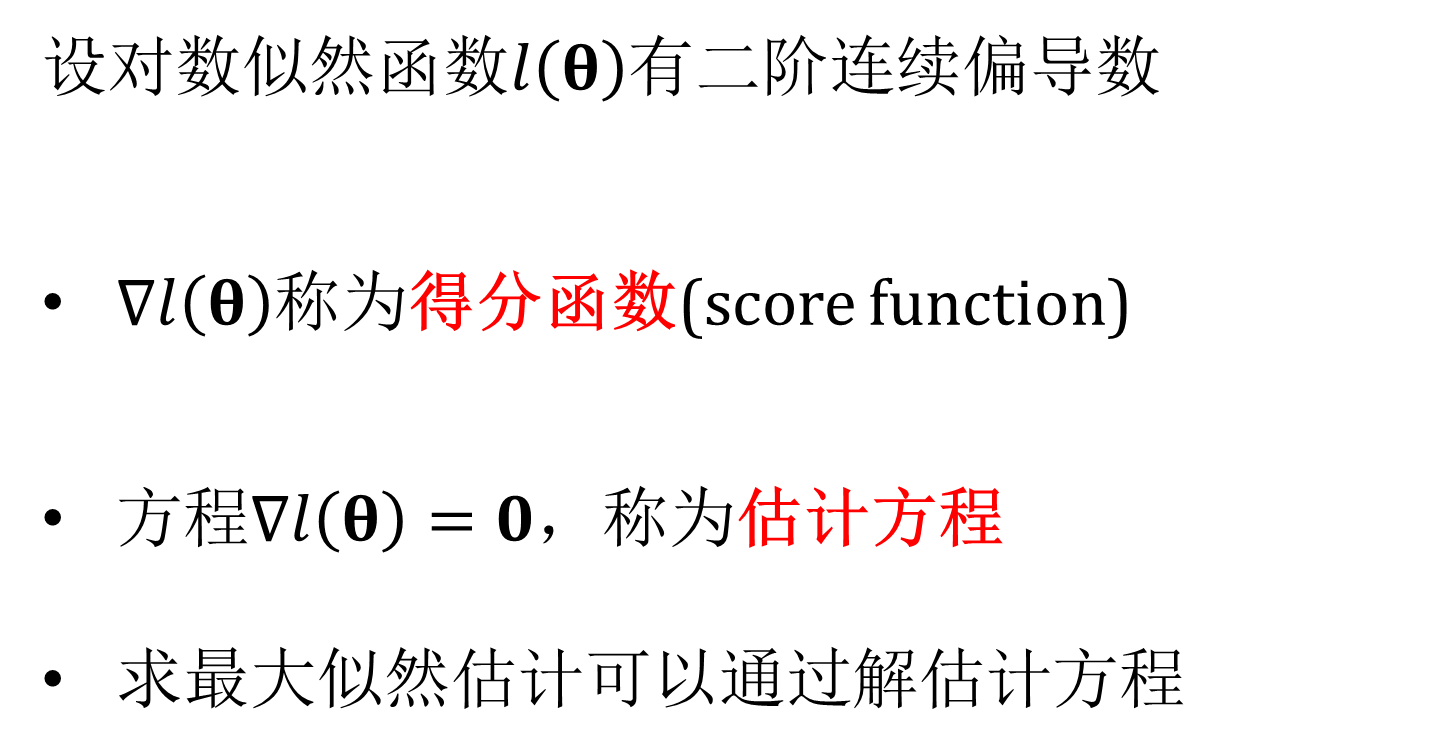 设对数似然函数l(θ)有二阶连续偏导数
• ∇l(θ)称为得分函数(score function)
• 方程∇l(θ) = 0，称为估计方程
• 求最大似然估计可以通过解估计方程